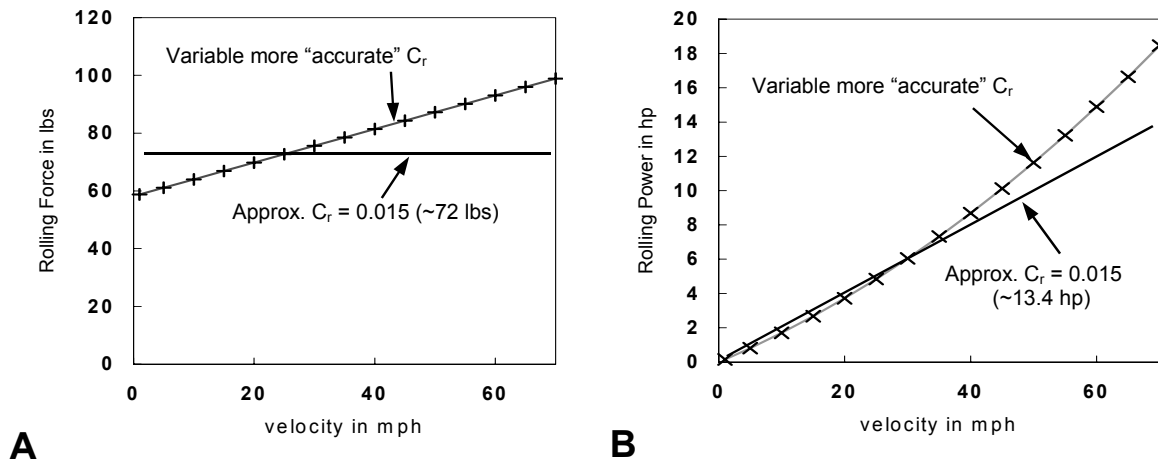 120
100
80
60
40
20
0
Rolling Force in lbs
Variable more “accurate” Cr
Approx. Cr = 0.015 (~72 lbs)
0 20 40 60
velocity in mph
A
20
18
16
14
12
10
8
6
4
2
0
Rolling Power in hp
Variable more “accurate” Cr
Approx. Cr = 0.015
(~13.4 hp)
0 20 40 60
velocity in mph
B